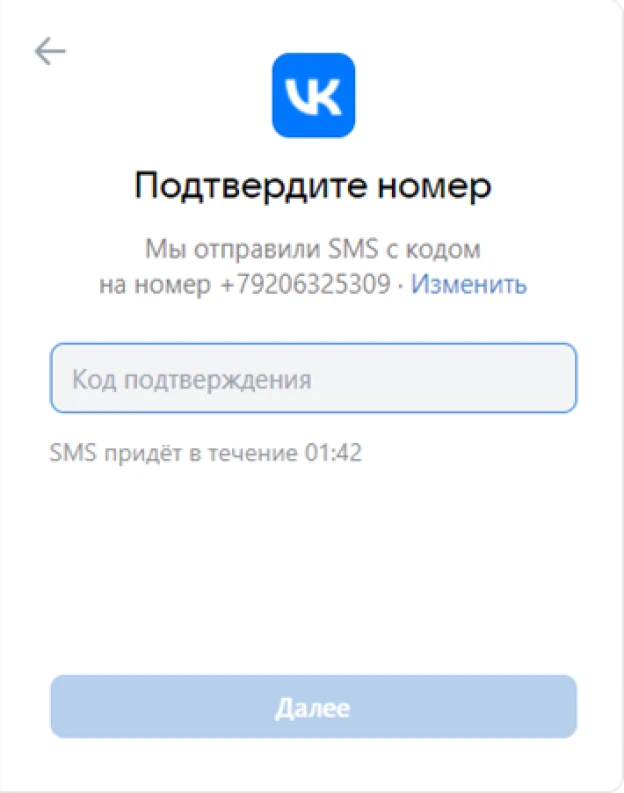 VK
Подтвердите номер
Мы отправили SMS с кодом
на номер +79206325309 · Изменить
Код подтверждения
SMS придёт в течение 01:42
Далее